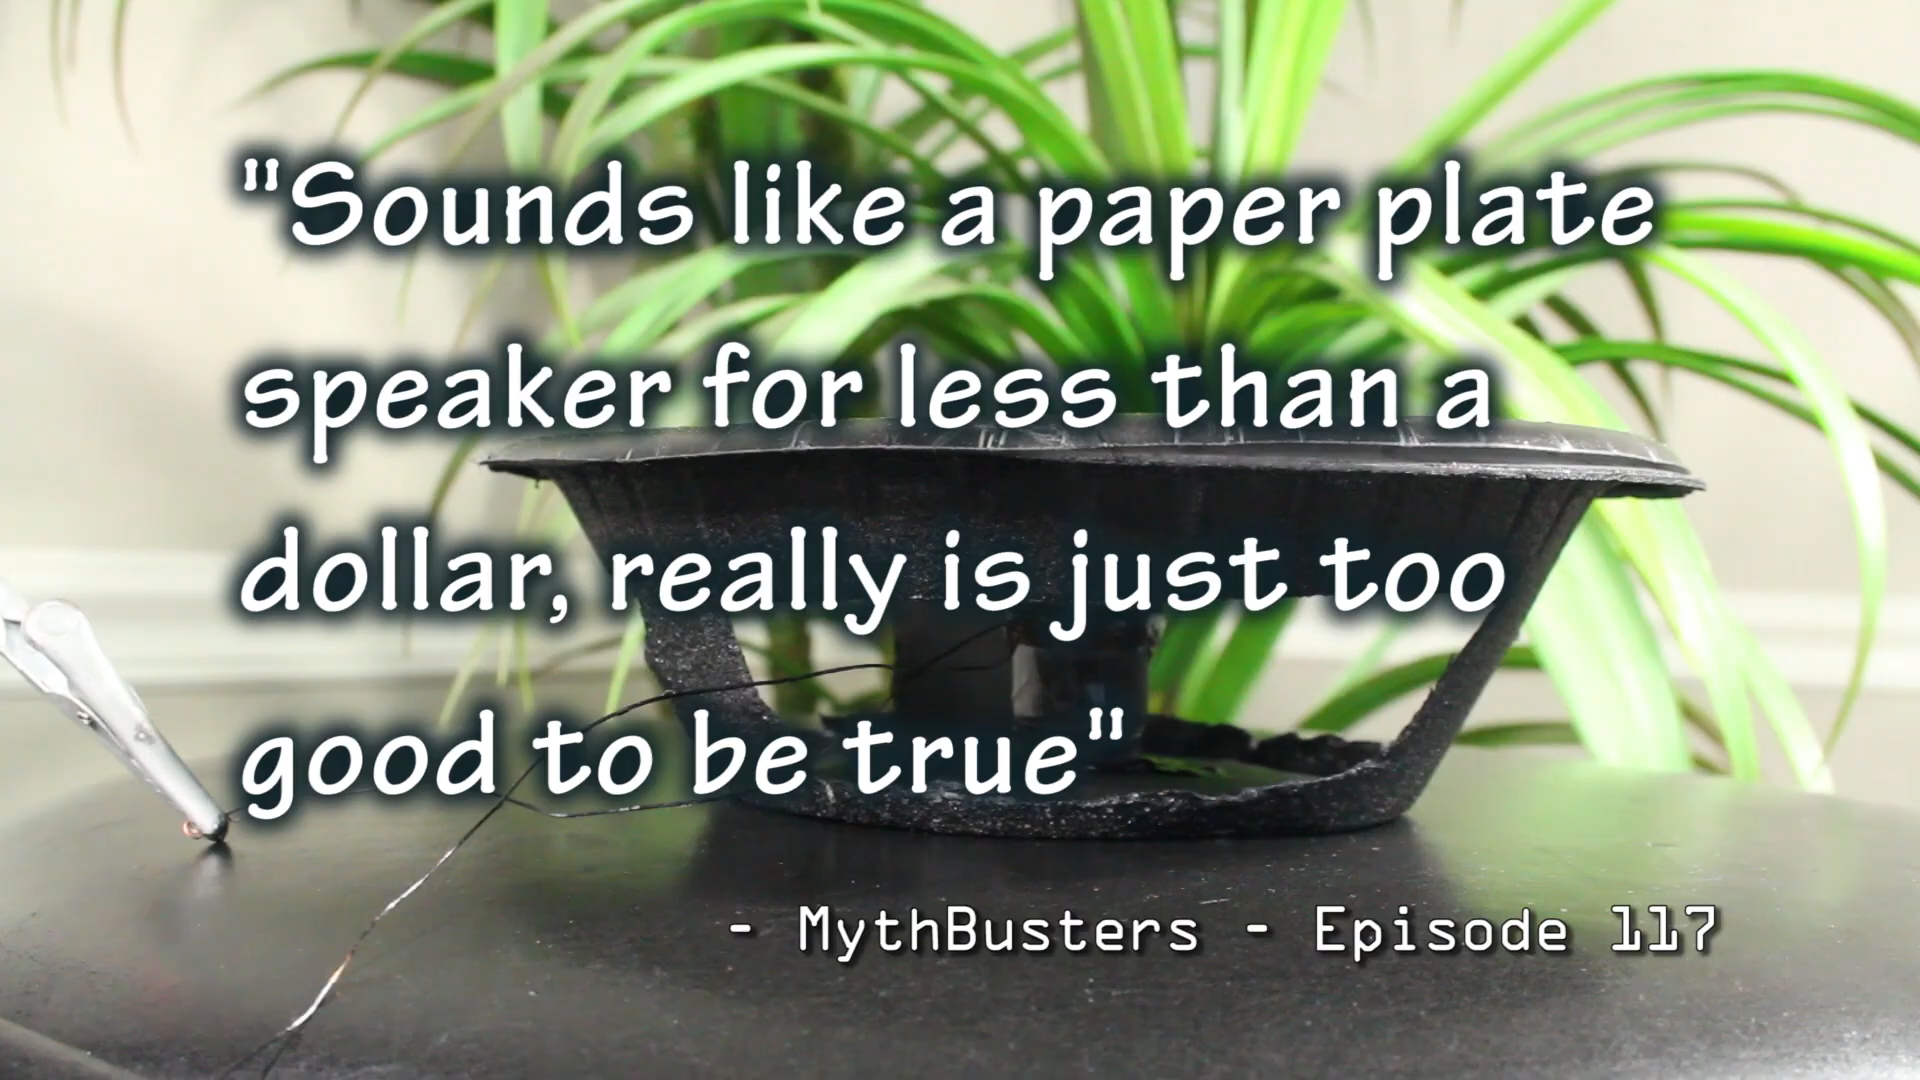 "Sounds like a paper plate
speaker for less than a
dollar, really is just too
good to be true"
- MythBusters - Episode 117